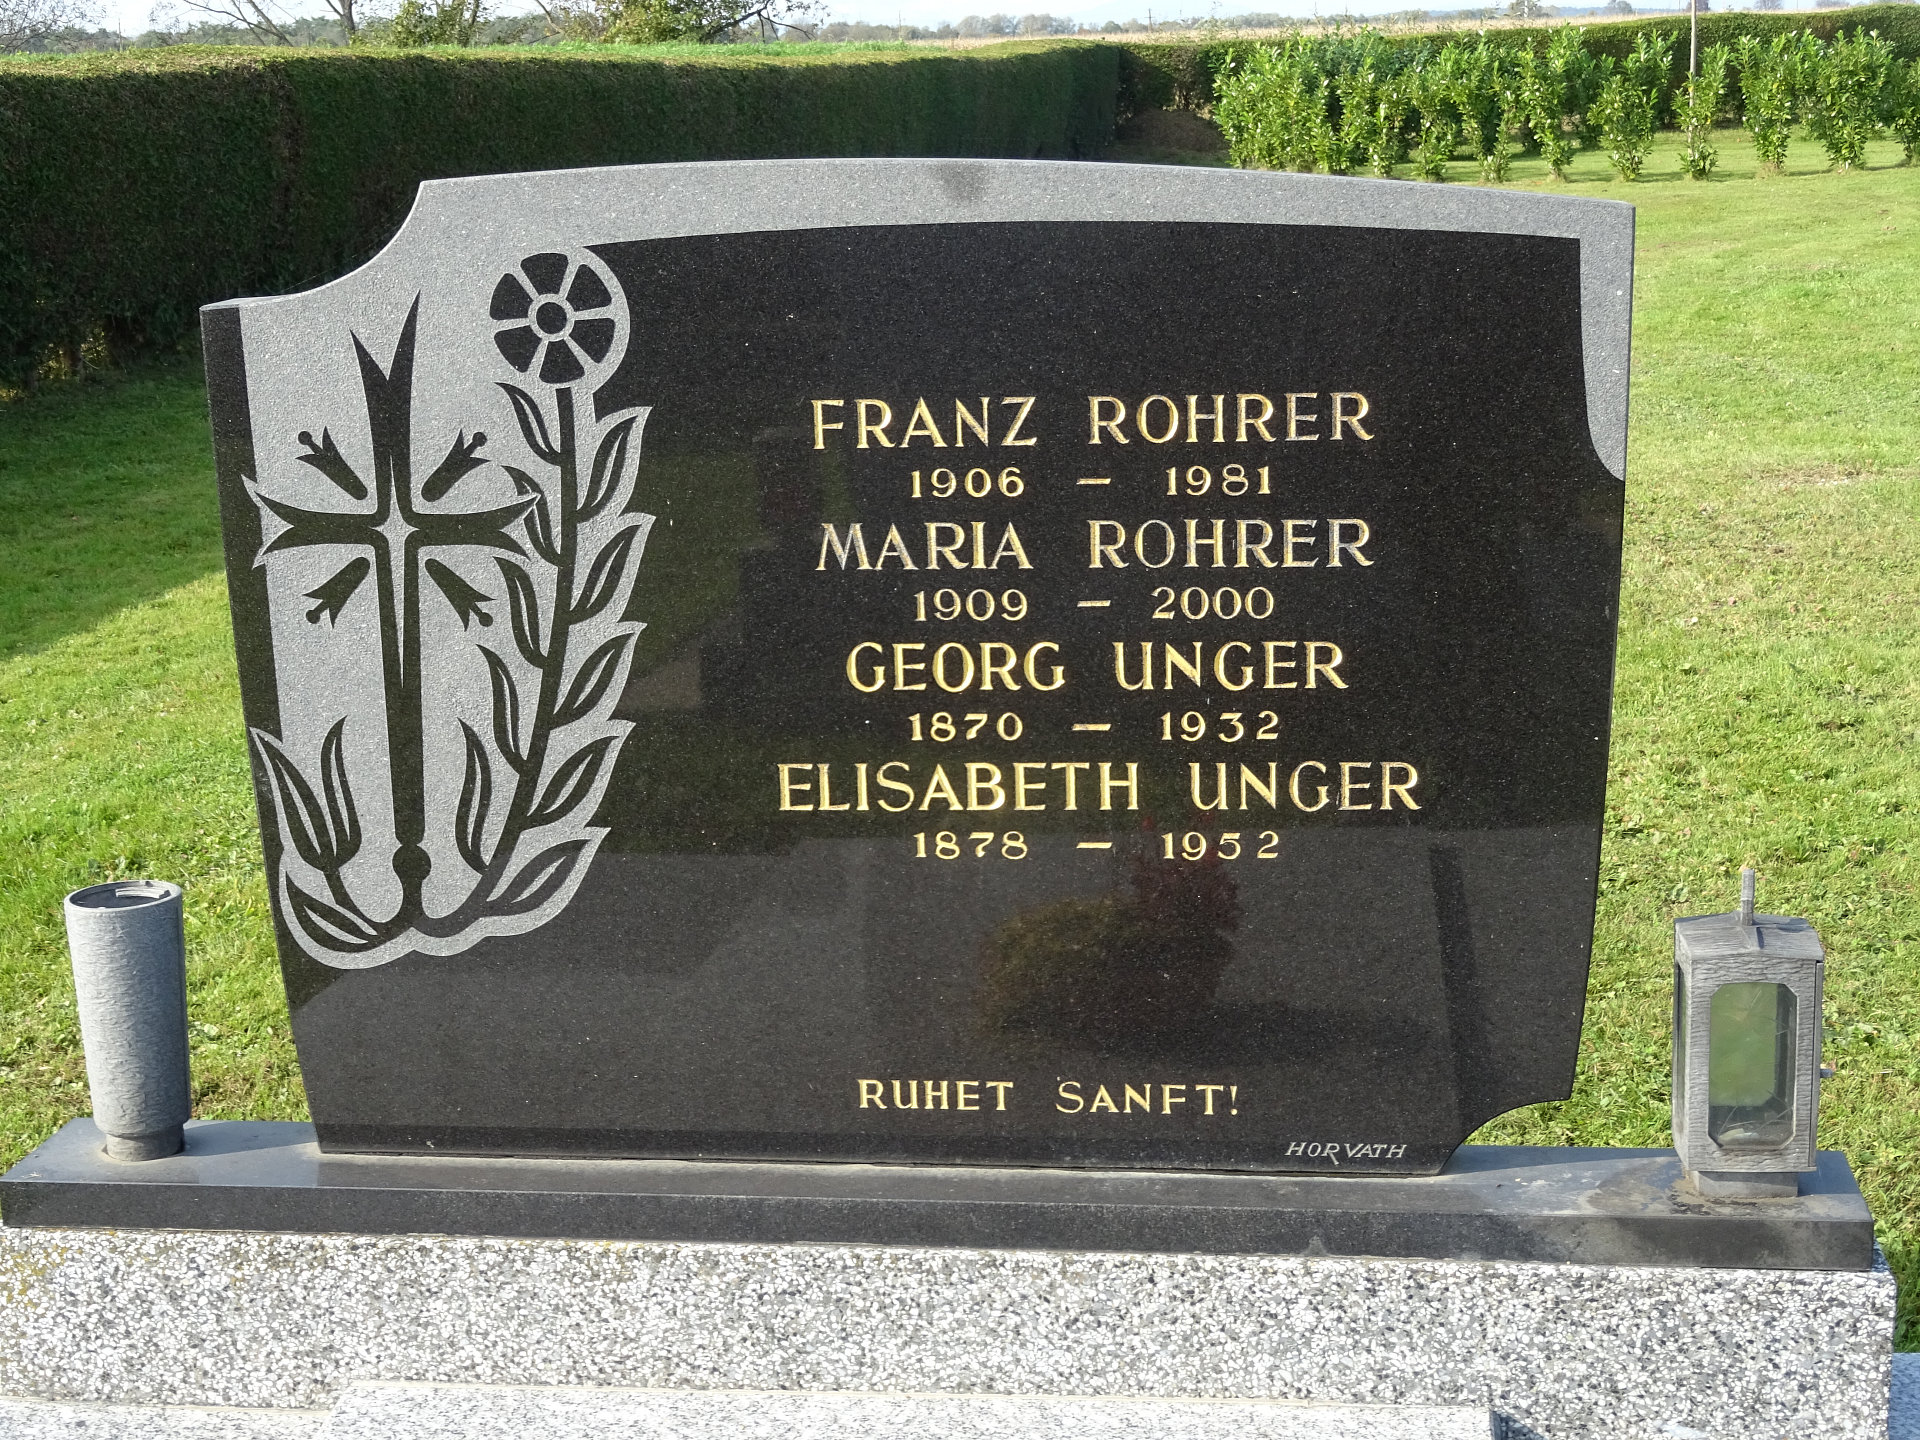 FRANZ ROHRER
1906 – 1981
MARIA ROHRER
1909 – 2000
GEORG UNGER
1870 – 1932
ELISABETH UNGER
1878 – 1952
RUHET SANFT!
HORVATH